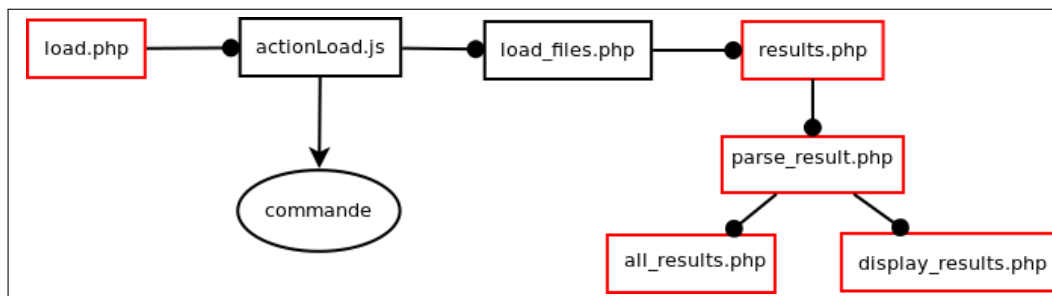 load.php
actionLoad.js
load_files.php
results.php
parse_result.php
commande
all_results.php
display_results.php